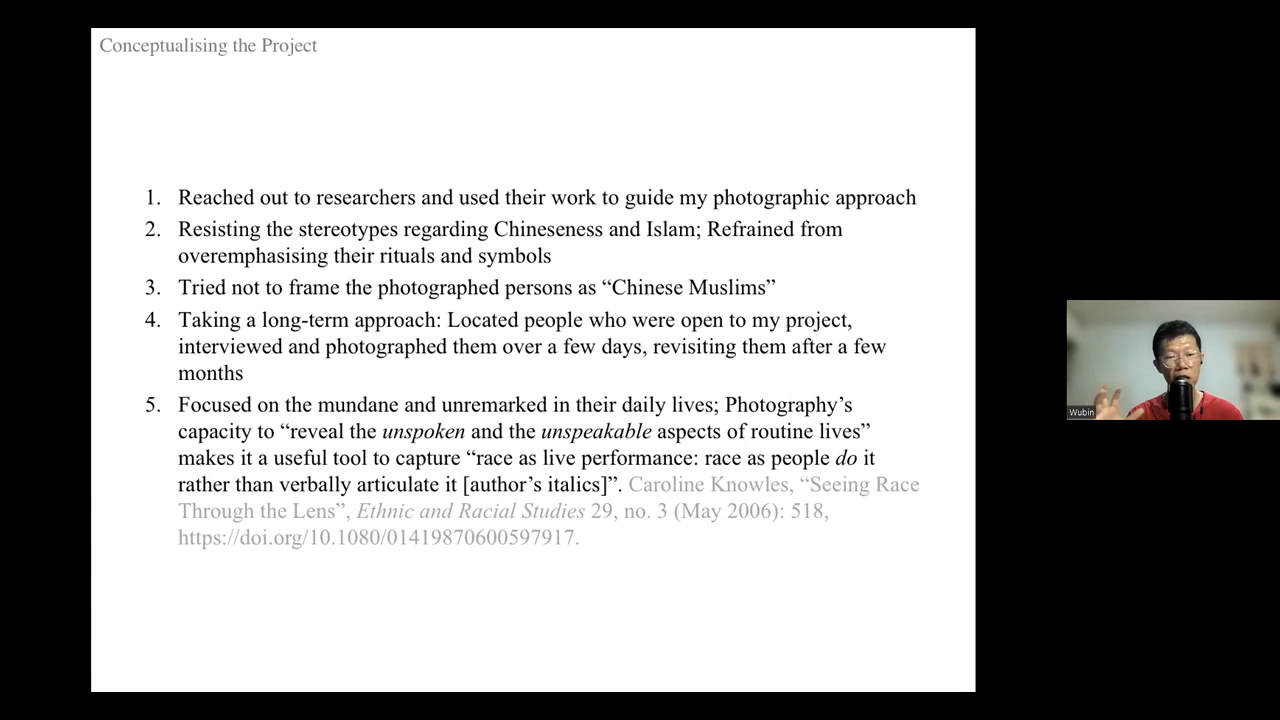 Conceptualising the Project
1. Reached out to researchers and used their work to guide my photographic approach
2. Resisting the stereotypes regarding Chineseness and Islam; Refrained from
overemphasising their rituals and symbols
3. Tried not to frame the photographed persons as “Chinese Muslims”
4. Taking a long-term approach: Located people who were open to my project,
interviewed and photographed them over a few days, revisiting them after a few
months
5. Focused on the mundane and unremarked in their daily lives; Photography’s
capacity to “reveal the unspoken and the unspeakable aspects of routine lives”
makes it a useful tool to capture “race as live performance: race as people do it
rather than verbally articulate it [author’s italics]”. Caroline Knowles, “Seeing Race
Through the Lens”, Ethnic and Racial Studies 29, no. 3 (May 2006): 518,
https://doi.org/10.1080/01419870600597917.
Wubin